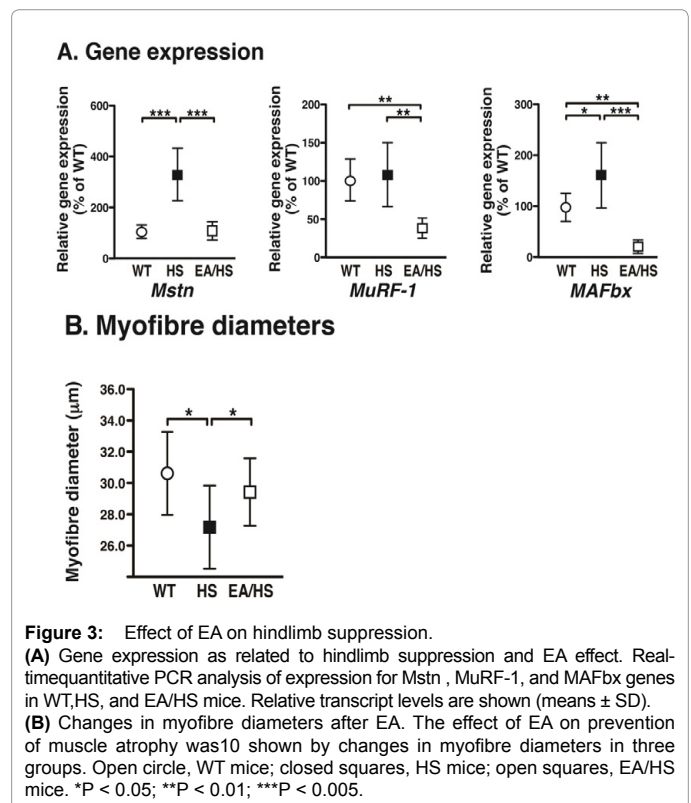 A. Gene expression
Relative gene expression
(% of WT)
600
400
200
0
***
***
WT HS EA/HS
Mstn
Relative gene expression
(% of WT)
200
150
100
50
0
**
**
WT HS EA/HS
MuRF-1
Relative gene expression
(% of WT)
300
200
100
0
**
*
***
WT HS EA/HS
MAFbx
B. Myofibre diameters
Myofibre diameter (μm)
36.0
34.0
32.0
30.0
28.0
26.0
*
*
WT HS EA/HS
Figure 3: Effect of EA on hindlimb suppression.
(A) Gene expression as related to hindlimb suppression and EA effect. Real-
timequantitative PCR analysis of expression for Mstn , MuRF-1, and MAFbx genes
in WT,HS, and EA/HS mice. Relative transcript levels are shown (means ± SD).
(B) Changes in myofibre diameters after EA. The effect of EA on prevention
of muscle atrophy was10 shown by changes in myofibre diameters in three
groups. Open circle, WT mice; closed squares, HS mice; open squares, EA/HS
mice. *P < 0.05; **P < 0.01; ***P < 0.005.